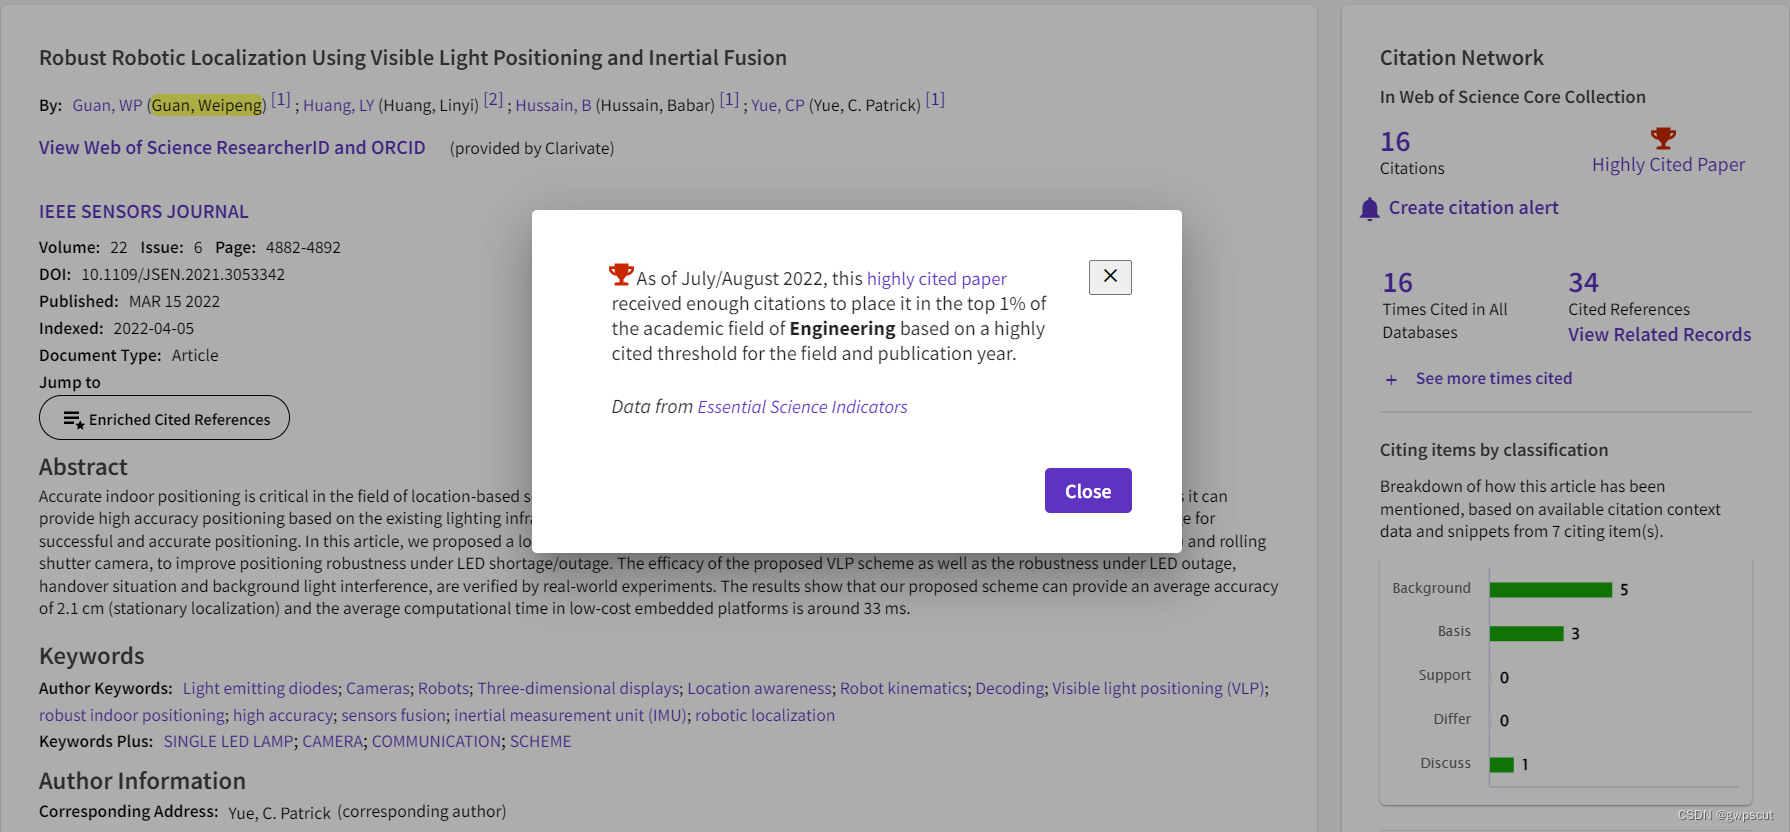 Robust Robotic Localization Using Visible Light Positioning and Inertial Fusion
By: Guan, WP (Guan, Weipeng) [1] ; Huang, LY (Huang, Linyi) [2] ; Hussain, B (Hussain, Babar) [1] ; Yue, CP (Yue, C. Patrick) [1]
View Web of Science ResearcherID and ORCID (provided by Clarivate)
IEEE SENSORS JOURNAL
Volume: 22 Issue: 6 Page: 4882-4892
DOI: 10.1109/JSEN.2021.3053342
Published: MAR 15 2022
Indexed: 2022-04-05
Document Type: Article
Jump to
Enriched Cited References
Abstract
Accurate indoor positioning is critical in the field of location-based s it can
provide high accuracy positioning based on the existing lighting infra e for
successful and accurate positioning. In this article, we proposed a lo and rolling
shutter camera, to improve positioning robustness under LED shortage/outage. The efficacy of the proposed VLP scheme as well as the robustness under LED outage,
handover situation and background light interference, are verified by real-world experiments. The results show that our proposed scheme can provide an average accuracy
of 2.1 cm (stationary localization) and the average computational time in low-cost embedded platforms is around 33 ms.
Keywords
Author Keywords: Light emitting diodes; Cameras; Robots; Three-dimensional displays; Location awareness; Robot kinematics; Decoding; Visible light positioning (VLP);
robust indoor positioning; high accuracy; sensors fusion; inertial measurement unit (IMU); robotic localization
Keywords Plus: SINGLE LED LAMP; CAMERA; COMMUNICATION; SCHEME
Author Information
Corresponding Address: Yue, C. Patrick (corresponding author)
As of July/August 2022, this highly cited paper
received enough citations to place it in the top 1% of
the academic field of Engineering based on a highly
cited threshold for the field and publication year.
Data from Essential Science Indicators
Close
Citation Network
In Web of Science Core Collection
16
Citations
Highly Cited Paper
Create citation alert
16
Times Cited in All
Databases
34
Cited References
View Related Records
+ See more times cited
Citing items by classification
Breakdown of how this article has been
mentioned, based on available citation context
data and snippets from 7 citing item(s).
Background 5
Basis 3
Support 0
Differ 0
Discuss 1
CSDN @gwpscut